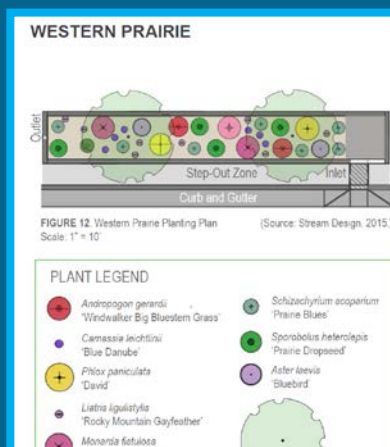 WESTERN PRAIRIE
Outlet
Step-Out Zone
Inlet
Curb and Gutter
FIGURE 12. Western Prairie Planting Plan
(Source: Stream Design, 2015.)
Scale: 1" = 10'
PLANT LEGEND
Andropogon gerardii
'Windwalker Big Bluestem Grass'
Camassia leichtlinii
'Blue Danube'
Phlox paniculata
'David'
Liatris ligulistylis
'Rocky Mountain Gayfeather'
Monarda fistulosa
Schizachyrium scoparium
'Prairie Blues'
Sporobolus heterolepis
'Prairie Dropseed'
Aster laevis
'Bluebird'